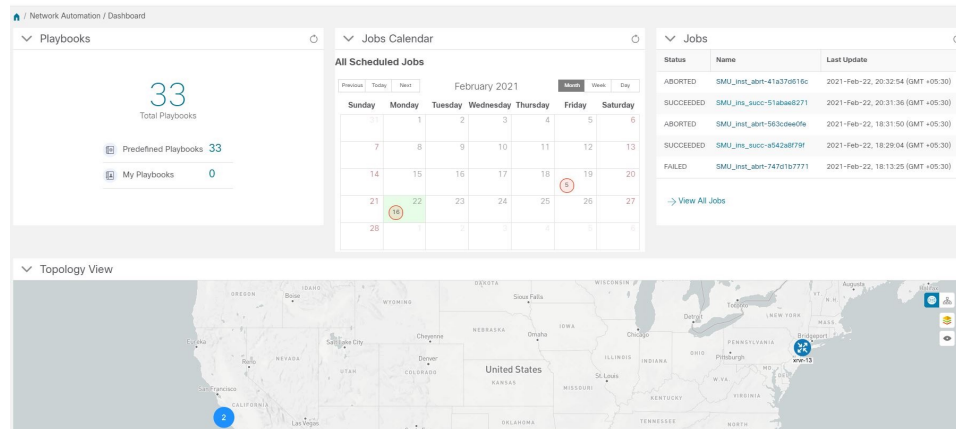 / Network Automation / Dashboard
Playbooks
33
Total Playbooks
Predefined Playbooks 33
My Playbooks 0
Jobs Calendar
All Scheduled Jobs
Previous Today Next
February 2021
Month Week Day
Sunday Monday Tuesday Wednesday Thursday Friday Saturday
31 1 2 3 4 5 6
7 8 9 10 11 12 13
14 15 16 17 18 19 20
5
21 22 23 24 25 26 27
16
28 1 2 3 4 5 6
Jobs
Status Name Last Update
ABORTED SMU_inst_abrt-41a37d616c 2021-Feb-22, 20:32:54 (GMT +05:30)
SUCCEEDED SMU_ins_succ-51abae8271 2021-Feb-22, 20:31:36 (GMT +05:30)
ABORTED SMU_inst_abrt-563cdee0fe 2021-Feb-22, 18:31:50 (GMT +05:30)
SUCCEEDED SMU_ins_succ-a542a8f79f 2021-Feb-22, 18:29:04 (GMT +05:30)
FAILED SMU_inst_abrt-747d1b7771 2021-Feb-22, 18:13:25 (GMT +05:30)
View All Jobs
Topology View
DAKOTA
WISCONSIN
Augusta
Halifax
OREGON
IDAHO
Boise
WYOMING
Sioux Falls
Toronto
VT.
N.H.
Detroit
NEW YORK
MASS.
Eureka
Salt Lake City
Cheyenne
NEBRASKA
Omaha
IOWA
Chicago
PENNSYLVANIA
Bridgeport
Reno
NEVADA
Denver
ILLINOIS
INDIANA
OHIO
Pittsburgh
xrvr-13
UTAH
COLORADO
United States
St. Louis
MD.
KANSAS
MISSOURI
W.VA.
San Francisco
KENTUCKY
VIRGINIA
CALIFORNIA
2
Las Vegas
OKLAHOMA
TENNESSEE
NORTH